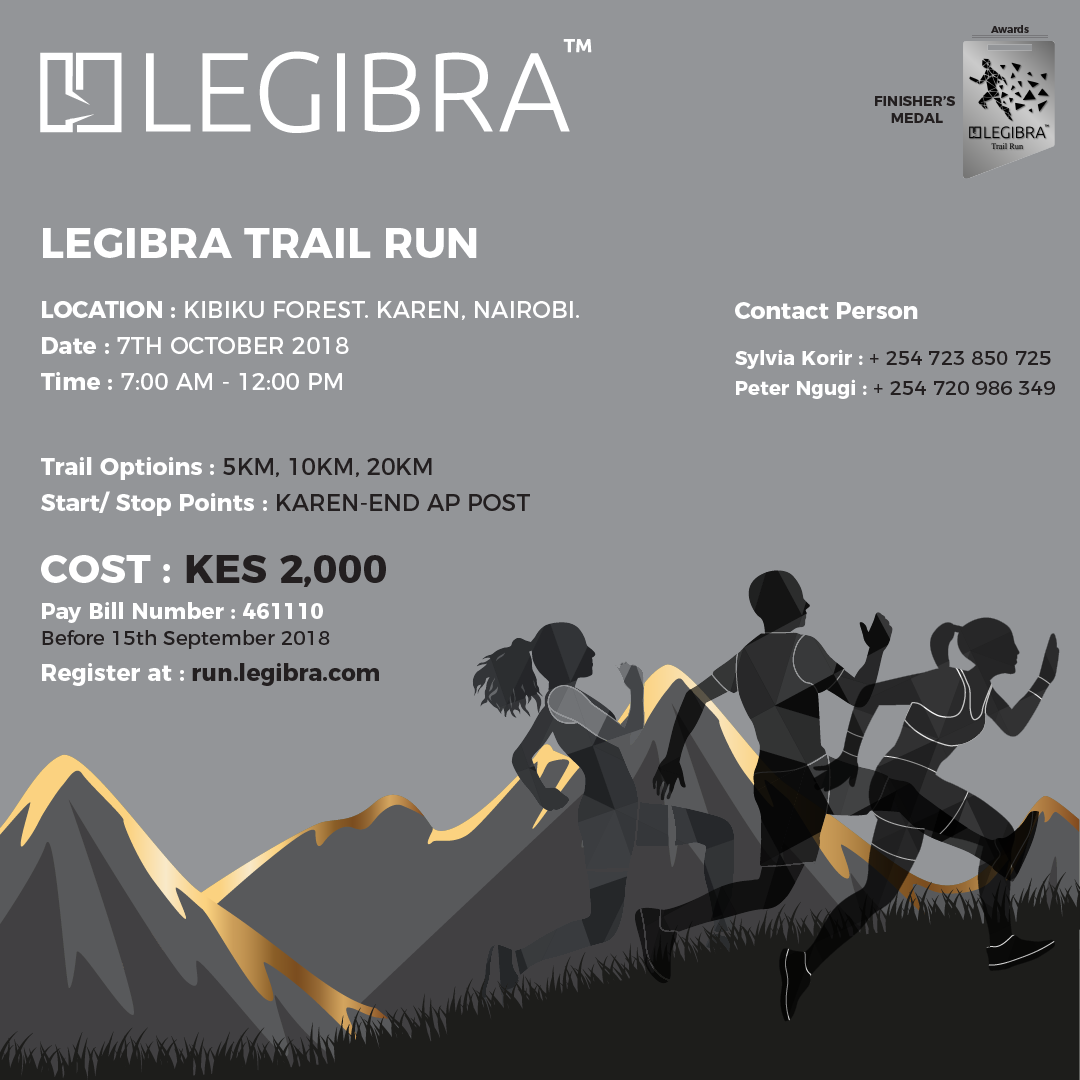 LEGIBRA™
Awards
FINISHER'S
MEDAL
LEGIBRA™
Trail Run
LEGIBRA TRAIL RUN
LOCATION : KIBIKU FOREST. KAREN, NAIROBI.
Date : 7TH OCTOBER 2018
Time : 7:00 AM - 12:00 PM
Contact Person
Sylvia Korir : + 254 723 850 725
Peter Ngugi : + 254 720 986 349
Trail Optioins : 5KM, 10KM, 20KM
Start/ Stop Points : KAREN-END AP POST
COST : KES 2,000
Pay Bill Number : 461110
Before 15th September 2018
Register at : run.legibra.com